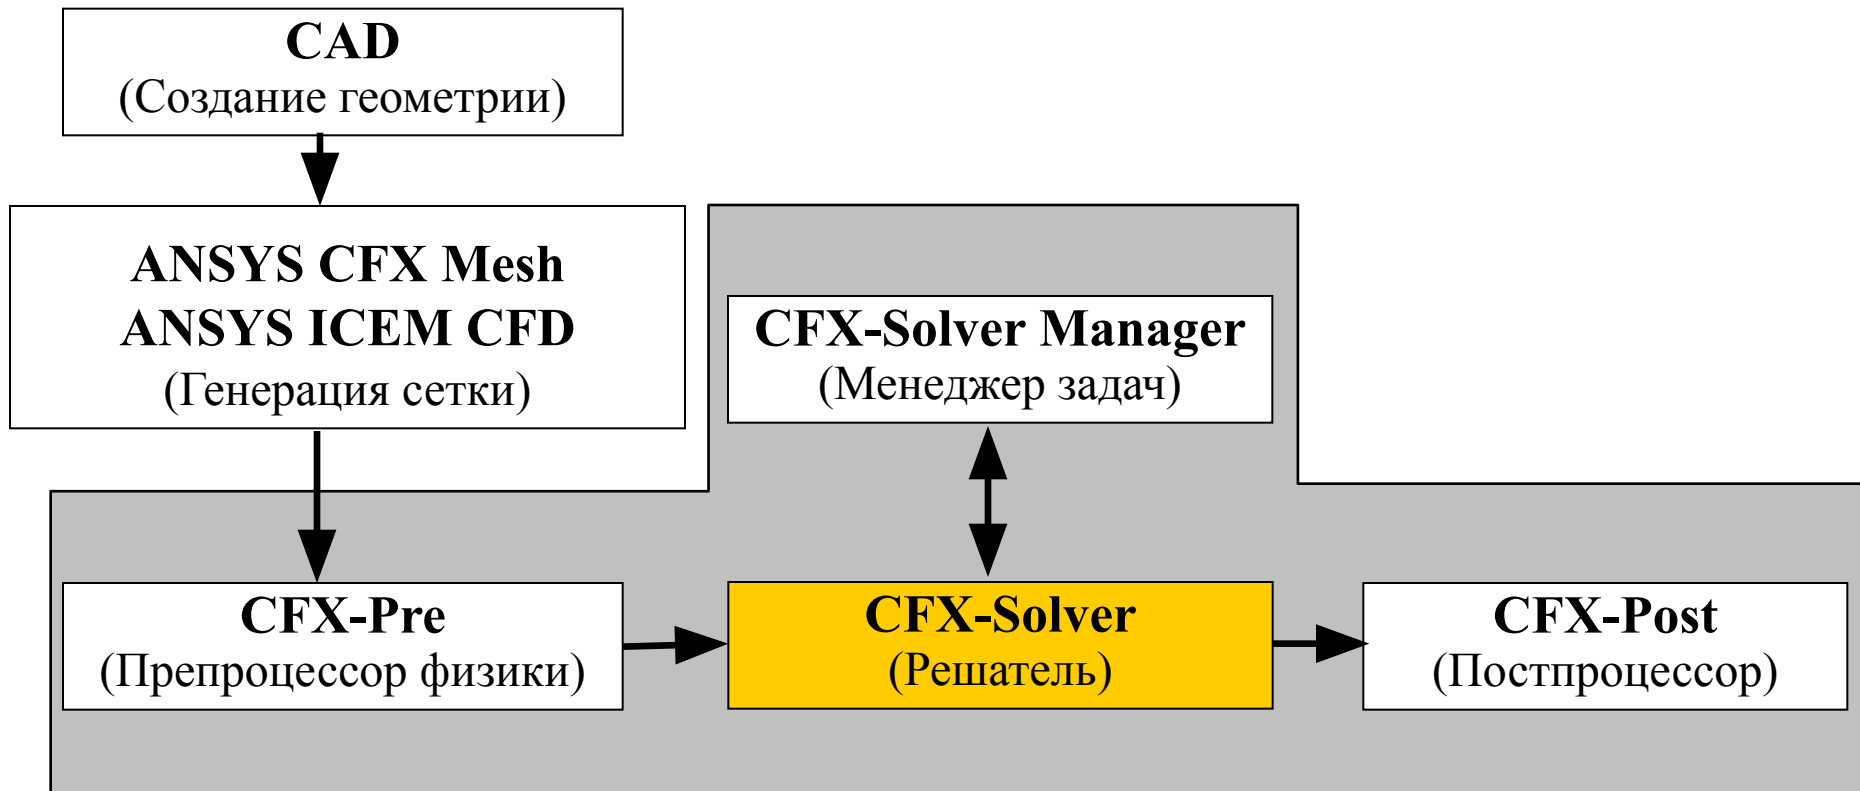 CAD
(Создание геометрии)
ANSYS CFX Mesh
ANSYS ICEM CFD
(Генерация сетки)
CFX-Solver Manager
(Менеджер задач)
CFX-Pre
(Препроцессор физики)
CFX-Solver
(Решатель)
CFX-Post
(Постпроцессор)